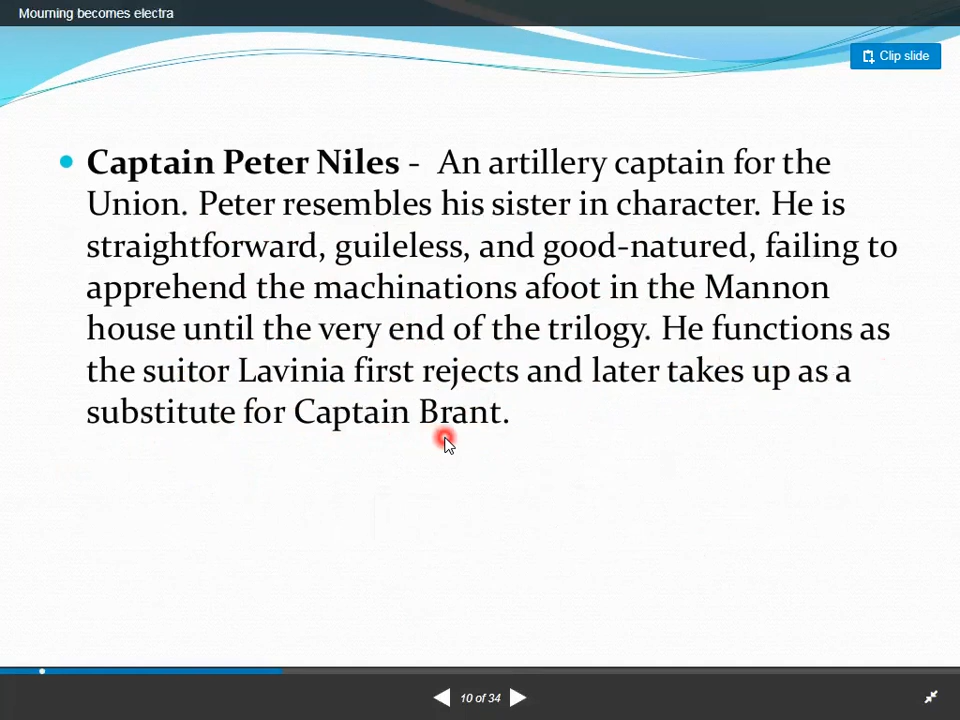 Mourning becomes electra
Clip slide
Captain Peter Niles - An artillery captain for the
Union. Peter resembles his sister in character. He is
straightforward, guileless, and good-natured, failing to
apprehend the machinations afoot in the Mannon
house until the very end of the trilogy. He functions as
the suitor Lavinia first rejects and later takes up as a
substitute for Captain Brant.
10 of 34